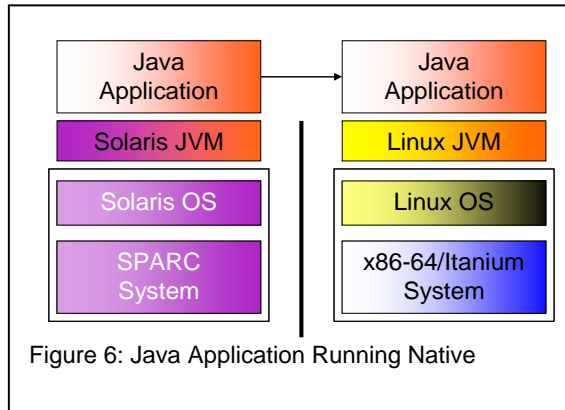 Java
Application
Solaris JVM
Solaris OS
SPARC
System
Java
Application
Linux JVM
Linux OS
x86-64/Itanium
System
Figure 6: Java Application Running Native